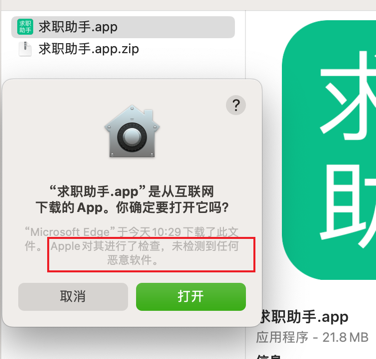 求职助手.app
求职助手.app.zip
求职
助手
?
“求职助手.app”是从互联网
下载的App。你确定要打开它吗？
“Microsoft Edge”于今天10:29下载了此文
件。Apple对其进行了检查，未检测到任何
恶意软件。
取消
打开
求
助
求职助手.app
应用程序 - 21.8 MB
信息